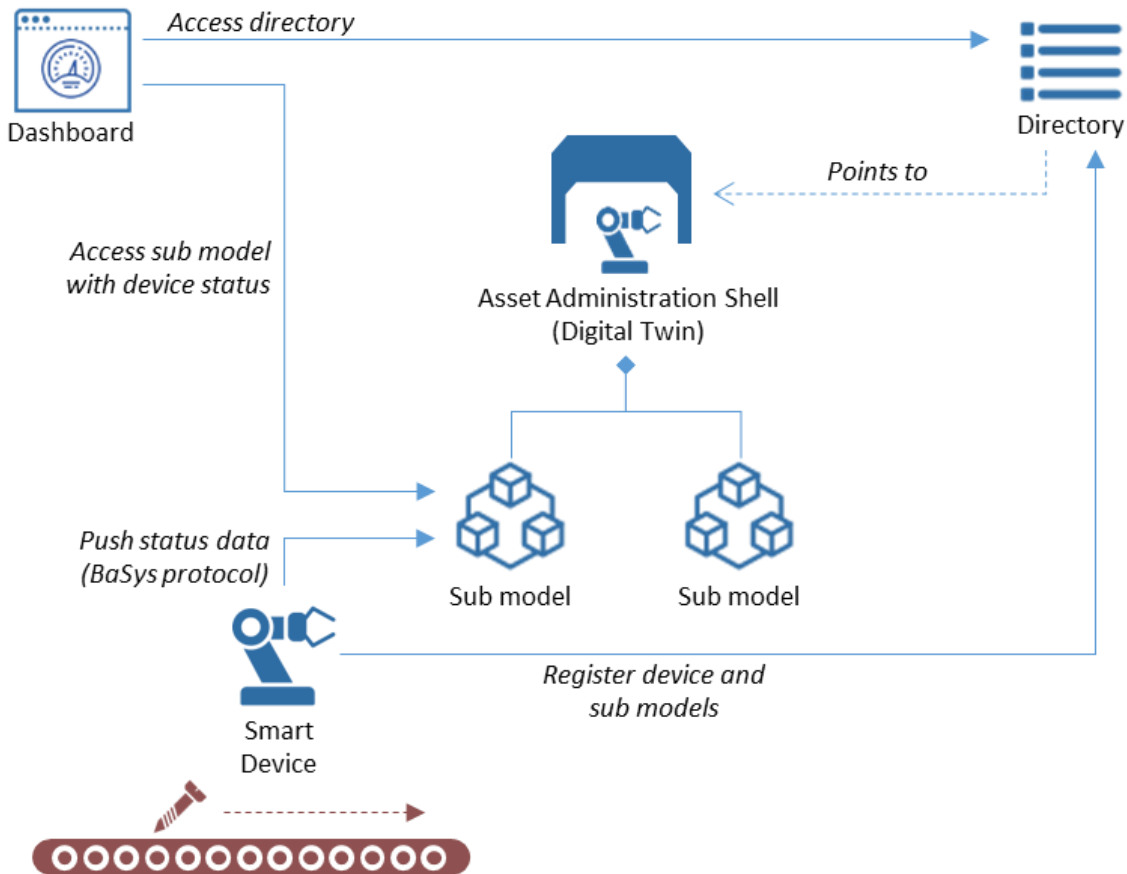 Access directory
Dashboard
Directory
Points to
Access sub model
with device status
Asset Administration Shell
(Digital Twin)
Push status data
(BaSys protocol)
Sub model
Sub model
Register device and
sub models
Smart
Device